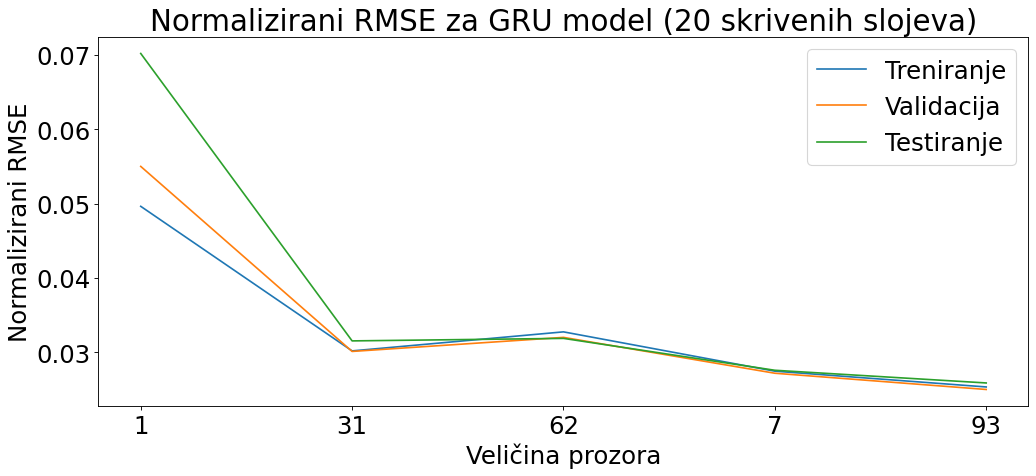 Normalizirani RMSE za GRU model (20 skrivenih slojeva)
Normalizirani RMSE
0.07
0.06
0.05
0.04
0.03
Treniranje
Validacija
Testiranje
1 31 62 7 93
Veličina prozora